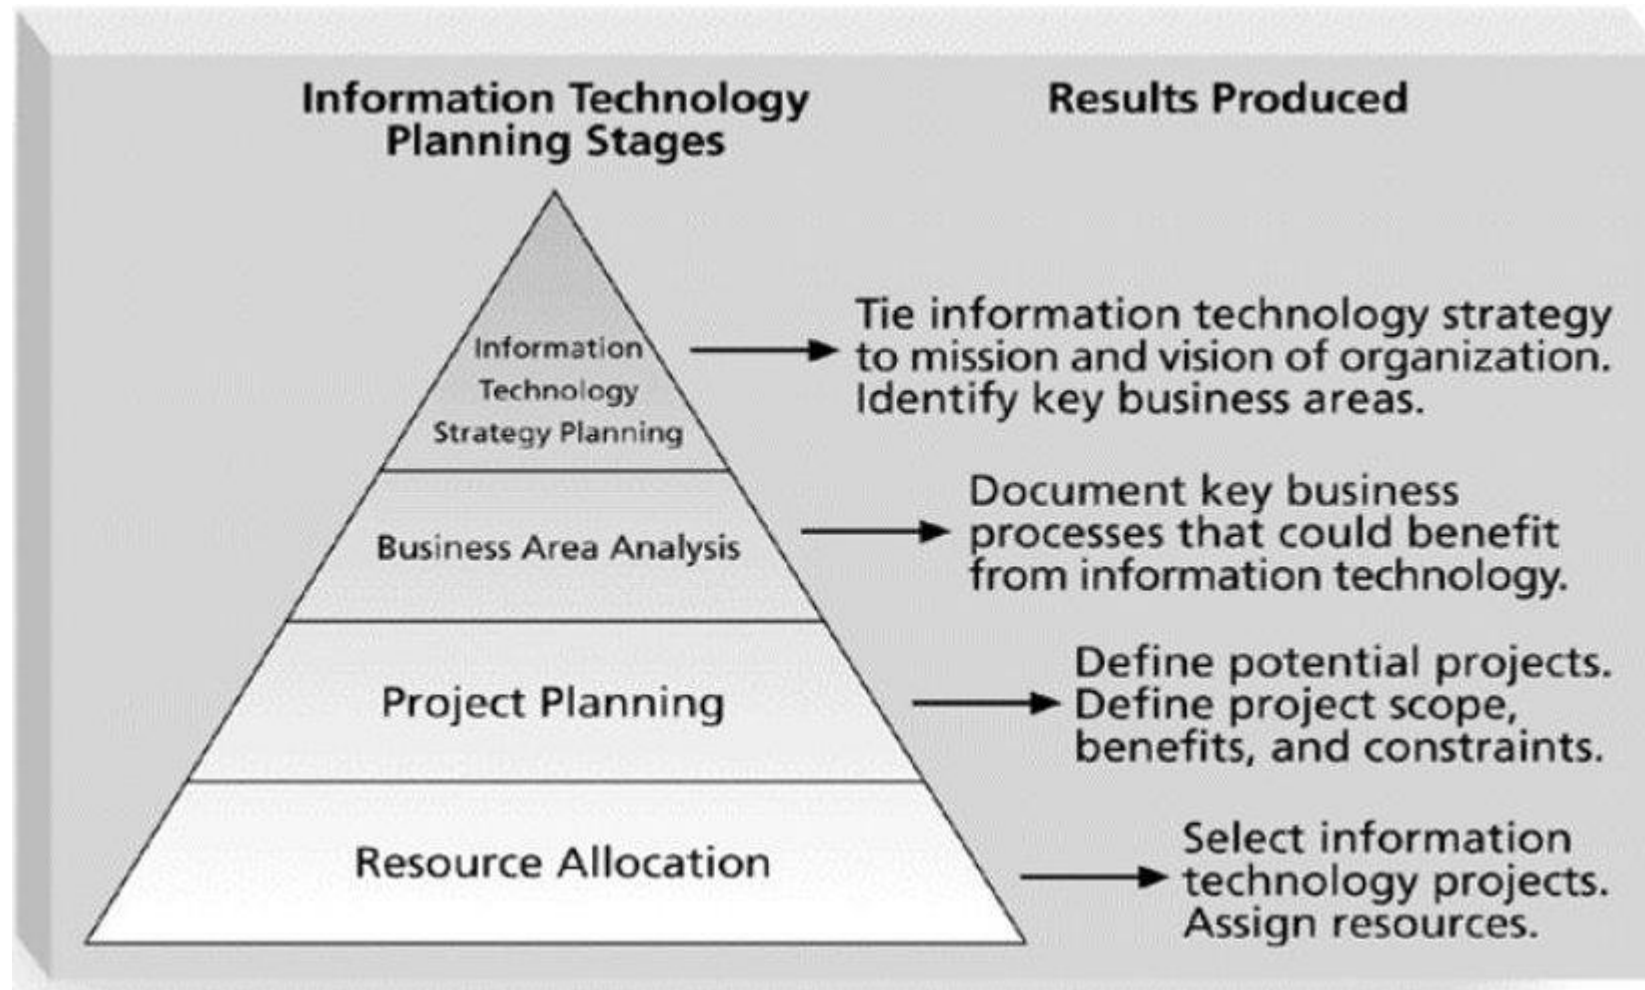 Information Technology
Planning Stages
Results Produced
Information
Technology
Strategy Planning
Tie information technology strategy
to mission and vision of organization.
Identify key business areas.
Business Area Analysis
Document key business
processes that could benefit
from information technology.
Project Planning
Define potential projects.
Define project scope,
benefits, and constraints.
Resource Allocation
Select information
technology projects.
Assign resources.